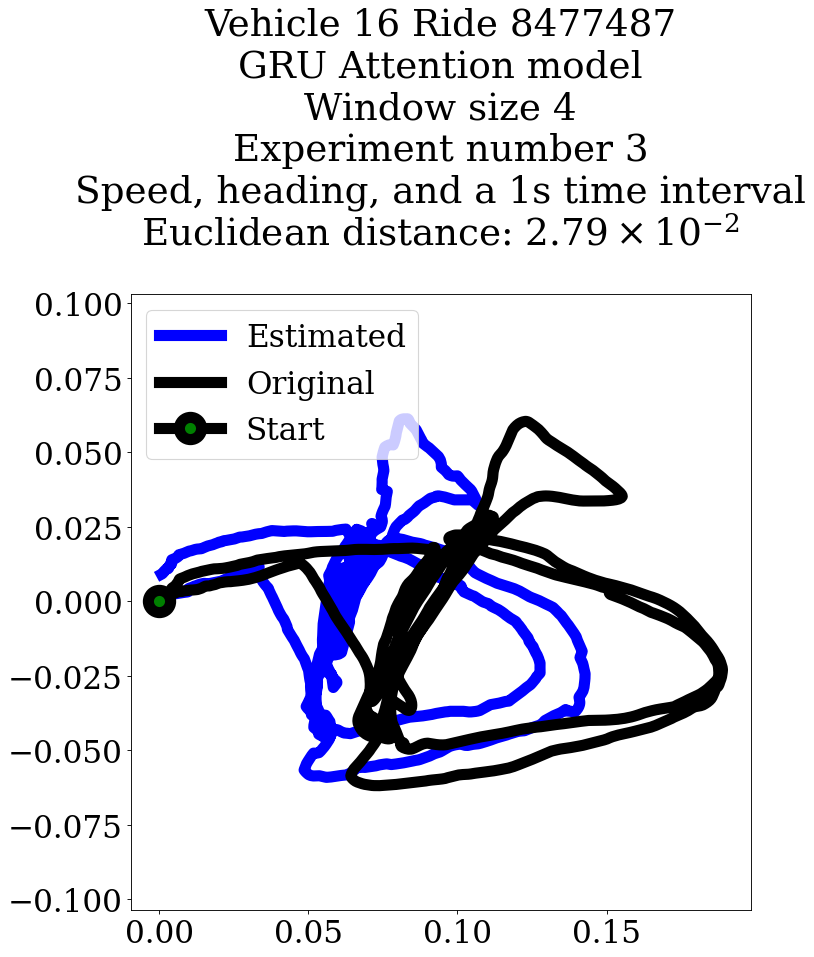 Vehicle 16 Ride 8477487
GRU Attention model
Window size 4
Experiment number 3
Speed, heading, and a 1s time interval
Euclidean distance: 2.79 × 10⁻²
0.100
0.075
0.050
0.025
0.000
−0.025
−0.050
−0.075
−0.100
Estimated
Original
Start
0.00 0.05 0.10 0.15